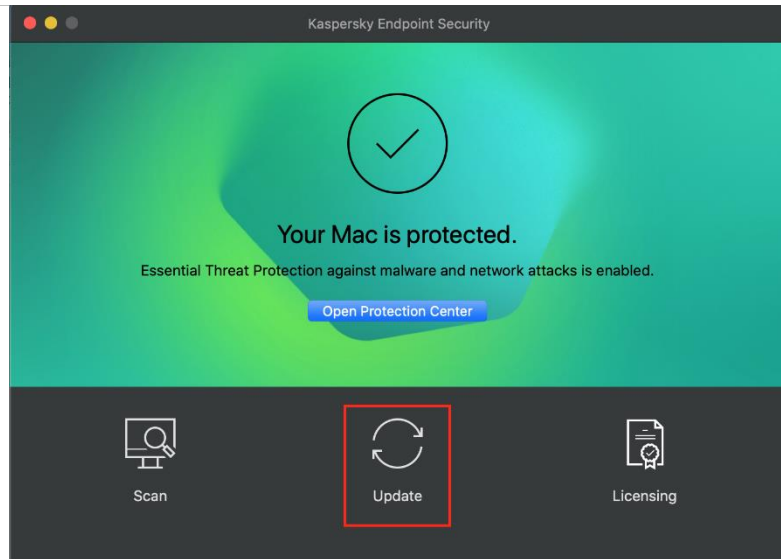 Kaspersky Endpoint Security
Your Mac is protected.
Essential Threat Protection against malware and network attacks is enabled.
Open Protection Center
Scan
Update
Licensing